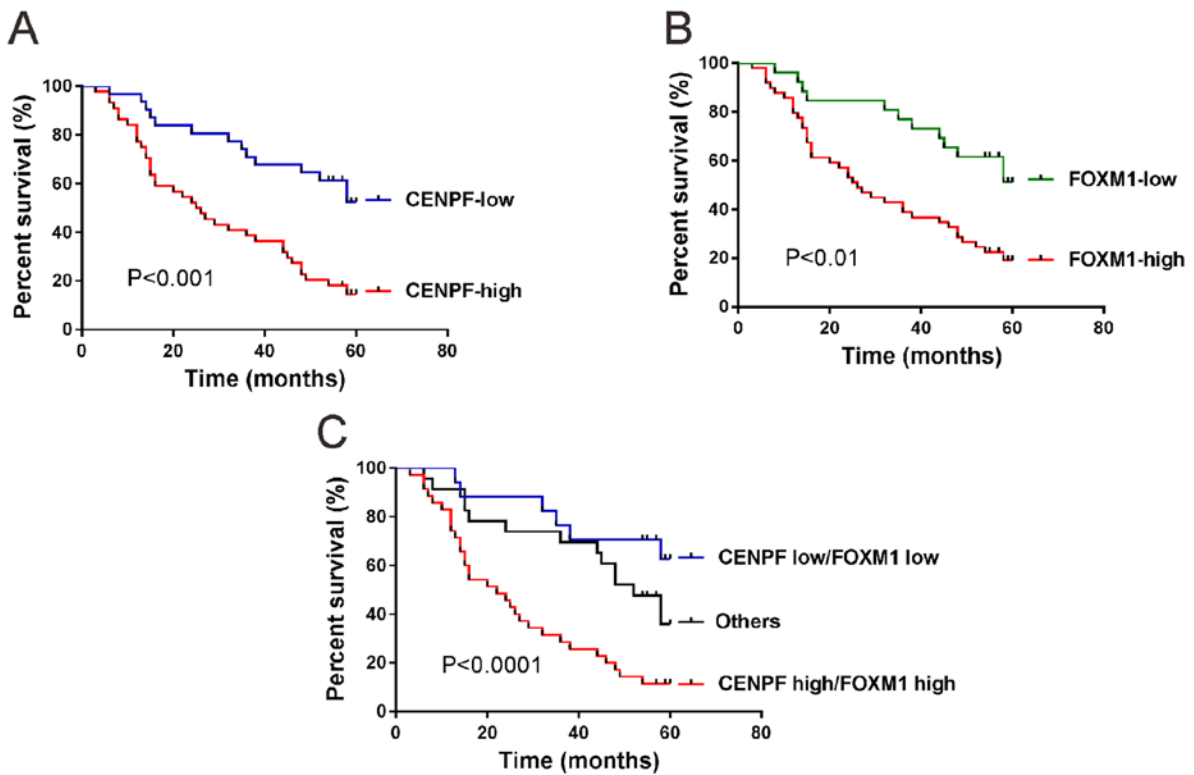 A
Percent survival (%)
100
80
60
40
20
0
CENPF-low
CENPF-high
P<0.001
0 20 40 60 80
Time (months)
B
Percent survival (%)
100
80
60
40
20
0
FOXM1-low
FOXM1-high
P<0.01
0 20 40 60 80
Time (months)
C
Percent survival (%)
100
80
60
40
20
0
CENPF low/FOXM1 low
Others
CENPF high/FOXM1 high
P<0.0001
0 20 40 60 80
Time (months)